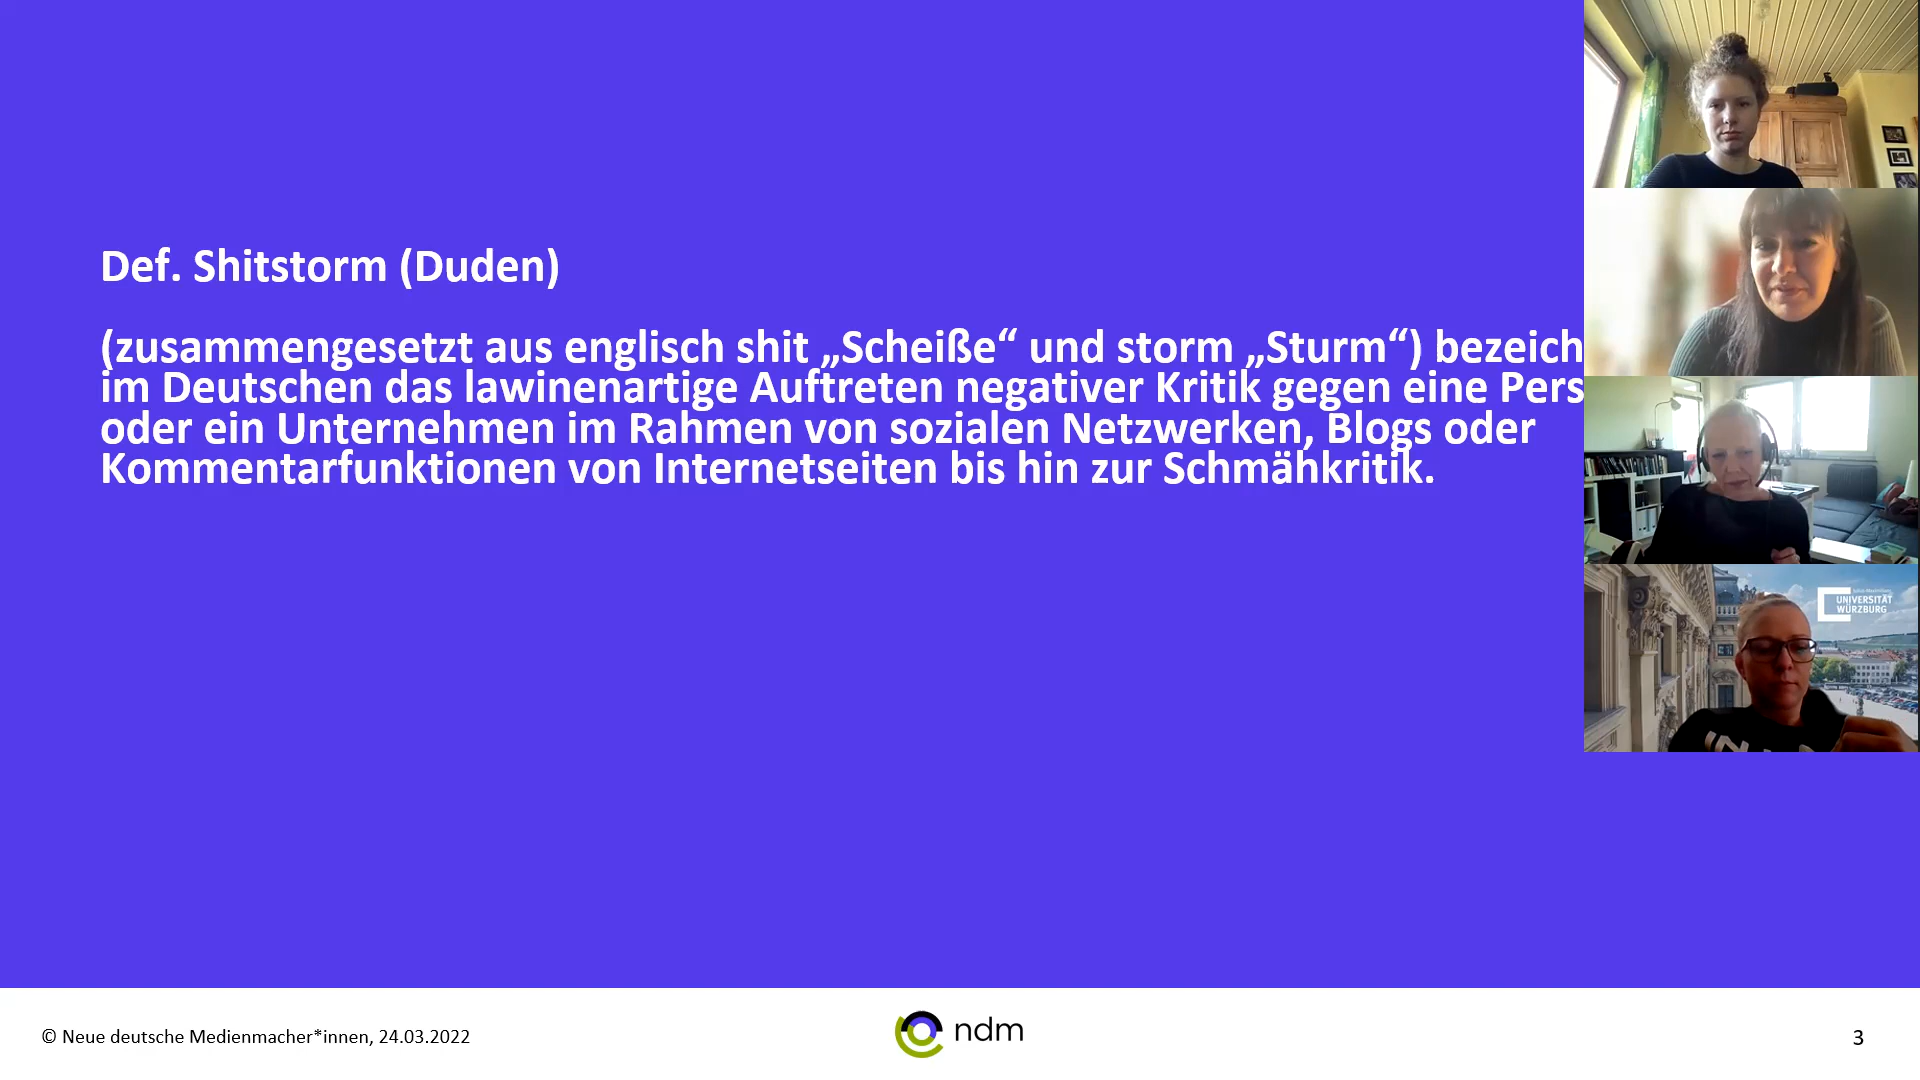 Def. Shitstorm (Duden)
(zusammengesetzt aus englisch shit „Scheiße“ und storm „Sturm“) bezeich
im Deutschen das lawinenartige Auftreten negativer Kritik gegen eine Pers
oder ein Unternehmen im Rahmen von sozialen Netzwerken, Blogs oder
Kommentarfunktionen von Internetseiten bis hin zur Schmähkritik.
UNIVERSITÄT
WÜRZBURG
© Neue deutsche Medienmacher*innen, 24.03.2022
ndm
3